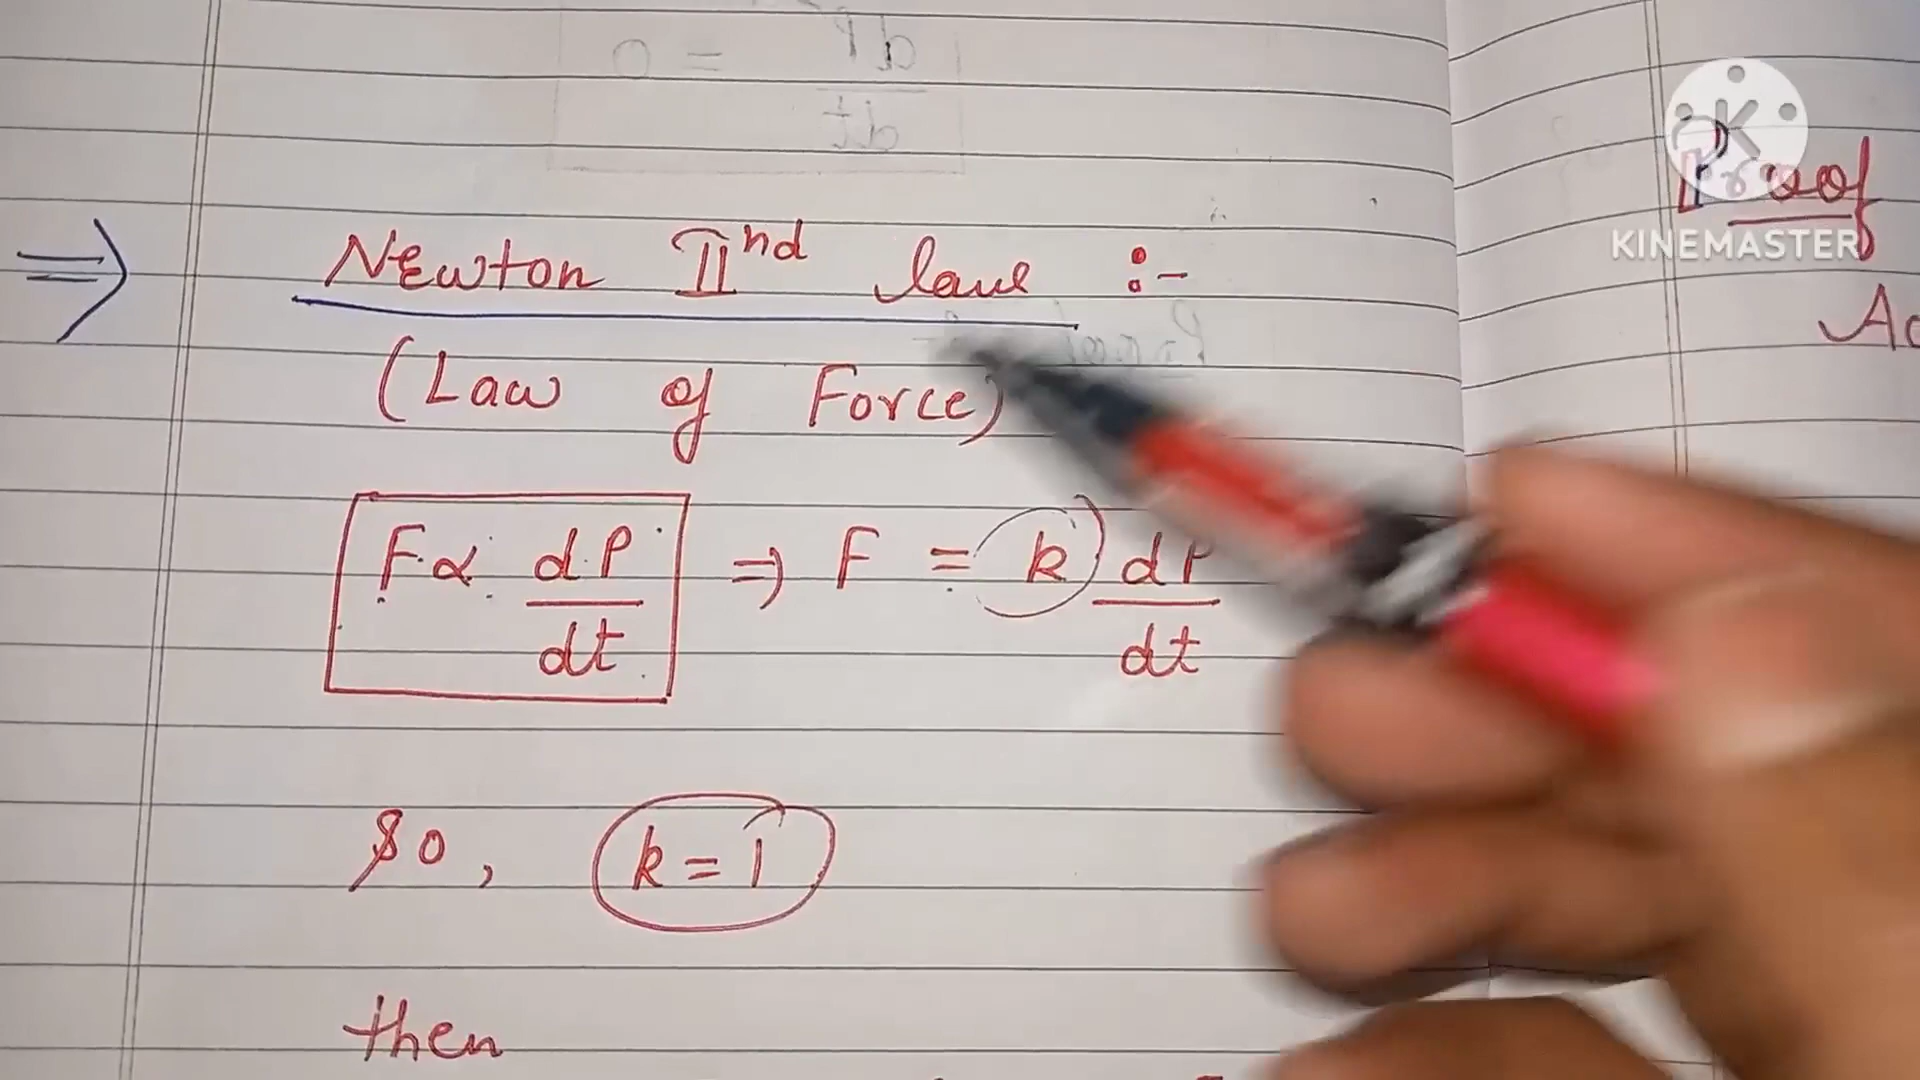 Newton IInd law :-
(Law of Force)
F ∝ dP/dt ⇒ F = k dP/dt
So, k = 1
then
Proof
KINEMASTER